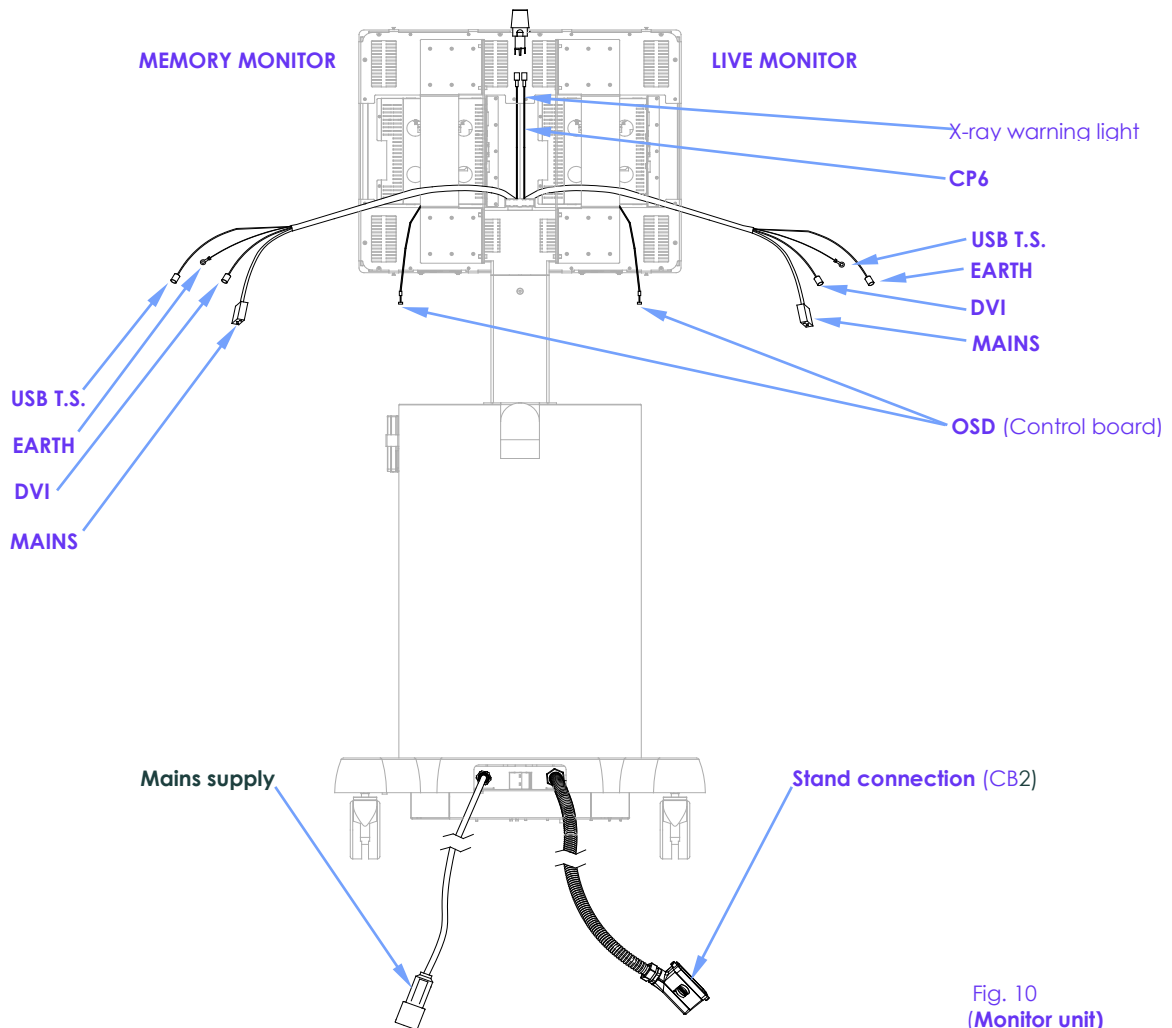 MEMORY MONITOR
LIVE MONITOR
X-ray warning light
CP6
USB T.S.
EARTH
DVI
MAINS
USB T.S.
EARTH
DVI
MAINS
OSD (Control board)
Mains supply
Stand connection (CB2)
Fig. 10
(Monitor unit)